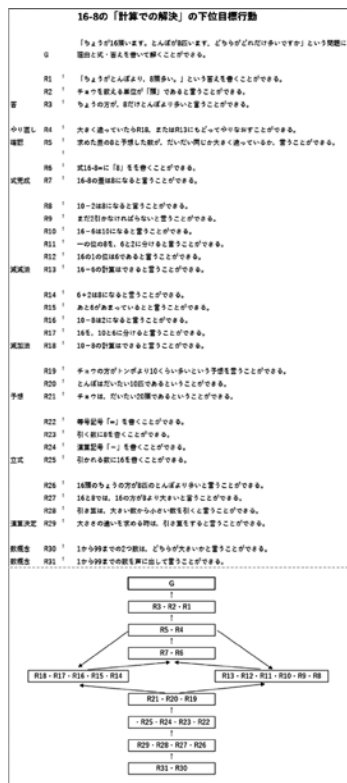 16-8の「計算での解決」の下位目標行動
「ちょうが16頭います。とんぼが8匹います。どちらがどれだけ多いですか」という問題に
G 図と式・答えを書いて解くことができる。
R1 ↑ 「ちょうがとんぼより、8頭多い。」という答えを書くことができる。
R2 ↑ チョウを数える単位が「頭」であると言うことができる。
答 R3 ↑ ちょうの方が、8だけとんぼより多いと言うことができる。
やり直し R4 ↑ 大きく違っていたらR18、またはR13にもどってやりなおすことができる。
確認 R5 ↑ 求めた差の8と予想した数が、だいたい同じか大きく違っているか、言うことができる。
↑
R6 ↑ 式16-8=に「8」をを書くことができる。
式完成 R7 ↑ 16-8の差は8になると言うことができる。
R8 ↑ 10-2は8になると言うことができる。
R9 ↑ まだ2引かなければならないと言うことができる。
R10 ↑ 16-6は10になると言うことができる。
R11 ↑ 一の位の8を、6と2に分けると言うことができる。
R12 ↑ 16の1の位は6であると言うことができる。
減減法 R13 ↑ 16-6の計算はできると言うことができる。
R14 ↑ 6+2は8になると言うことができる。
R15 ↑ あと6があまっているとと言うことができる。
R16 ↑ 10-8は2になると言うことができる。
R17 ↑ 16を、10と6に分けると言うことができる。
減加法 R18 ↑ 10-8の計算はできると言うことができる。
R19 ↑ チョウの方がトンボより10くらい多いという予想を言うことができる。
R20 ↑ とんぼはだいたい10匹であるということができる。
予想 R21 ↑ チョウは、だいたい20頭であるということができる。
R22 ↑ 等号記号「=」を書くことができる。
R23 ↑ 引く数に8を書くことができる。
R24 ↑ 演算記号「-」を書くことができる。
立式 R25 ↑ 引かれる数に16を書くことができる。
R26 ↑ 16頭のちょうが8匹のとんぼより多いと言うことができる。
R27 ↑ 16と8では、16の方が8より大きいと言うことができる。
R28 ↑ 引き算は、大きい数から小さい数を引くと言うことができる。
演算決定 R29 ↑ 大きさの違いを求める時は、引き算をすると言うことができる。
数概念 R30 ↑ 1から99までの2つ数は、どちらが大きいかと言うことができる。
数概念 R31 ↑ 1から99までの数を声に出して言うことができる。
G
↑
R3・R2・R1
↑
R5・R4
↑
R7・R6
R18・R17・R16・R15・R14 R13・R12・R11・R10・R9・R8
R21・R20・R19
↑
・R25・R24・R23・R22
↑
R29・R28・R27・R26
↑
R31・R30